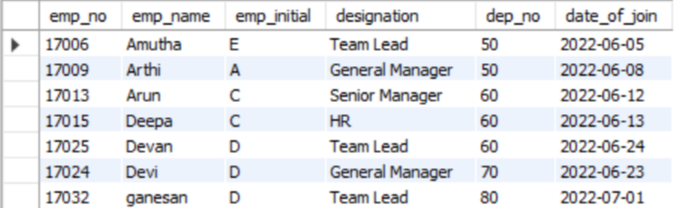 emp_no emp_name emp_initial designation dep_no date_of_join
17006 Amutha E Team Lead 50 2022-06-05
17009 Arthi A General Manager 50 2022-06-08
17013 Arun C Senior Manager 60 2022-06-12
17015 Deepa C HR 60 2022-06-13
17025 Devan D Team Lead 60 2022-06-24
17024 Devi D General Manager 70 2022-06-23
17032 ganesan D Team Lead 80 2022-07-01